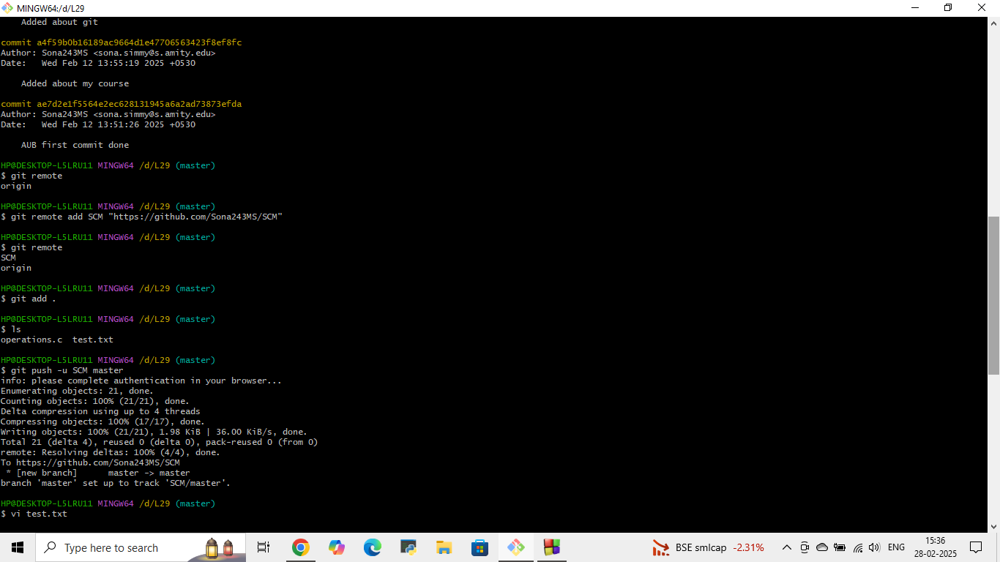 MINGW64:/d/L29
Added about git
commit a4f59b0b16189ac9664d1e47706563423f8ef8fc
Author: Sona243MS <sona.simmy@s.amity.edu>
Date:   Wed Feb 12 13:55:19 2025 +0530
Added about my course
commit ae7d2e1f5564e2ec628131945a6a2ad73873efda
Author: Sona243MS <sona.simmy@s.amity.edu>
Date:   Wed Feb 12 13:51:26 2025 +0530
AUB first commit done
HP@DESKTOP-L5LRU11 MINGW64 /d/L29 (master)
$ git remote
origin
HP@DESKTOP-L5LRU11 MINGW64 /d/L29 (master)
$ git remote add SCM "https://github.com/Sona243MS/SCM"
HP@DESKTOP-L5LRU11 MINGW64 /d/L29 (master)
$ git remote
SCM
origin
HP@DESKTOP-L5LRU11 MINGW64 /d/L29 (master)
$ git add .
HP@DESKTOP-L5LRU11 MINGW64 /d/L29 (master)
$ ls
operations.c  test.txt
HP@DESKTOP-L5LRU11 MINGW64 /d/L29 (master)
$ git push -u SCM master
info: please complete authentication in your browser...
Enumerating objects: 21, done.
Counting objects: 100% (21/21), done.
Delta compression using up to 4 threads
Compressing objects: 100% (17/17), done.
Writing objects: 100% (21/21), 1.98 KiB | 36.00 KiB/s, done.
Total 21 (delta 4), reused 0 (delta 0), pack-reused 0 (from 0)
remote: Resolving deltas: 100% (4/4), done.
To https://github.com/Sona243MS/SCM
 * [new branch]      master -> master
branch 'master' set up to track 'SCM/master'.
HP@DESKTOP-L5LRU11 MINGW64 /d/L29 (master)
$ vi test.txt
Type here to search
BSE smlcap -2.31%
ENG
15:36
28-02-2025